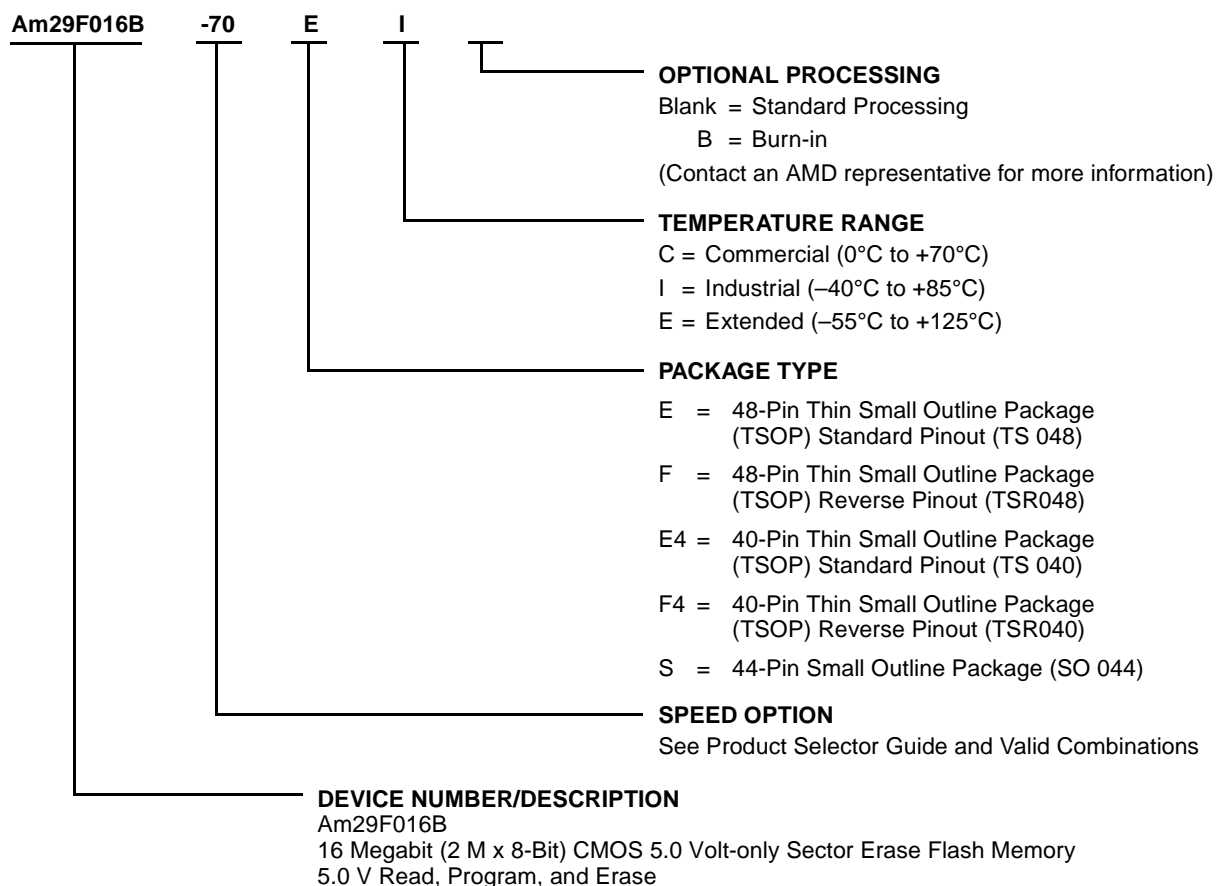 Am29F016B -70 E I
OPTIONAL PROCESSING
Blank = Standard Processing
B = Burn-in
(Contact an AMD representative for more information)
TEMPERATURE RANGE
C = Commercial (0°C to +70°C)
I = Industrial (–40°C to +85°C)
E = Extended (–55°C to +125°C)
PACKAGE TYPE
E = 48-Pin Thin Small Outline Package
(TSOP) Standard Pinout (TS 048)
F = 48-Pin Thin Small Outline Package
(TSOP) Reverse Pinout (TSR048)
E4 = 40-Pin Thin Small Outline Package
(TSOP) Standard Pinout (TS 040)
F4 = 40-Pin Thin Small Outline Package
(TSOP) Reverse Pinout (TSR040)
S = 44-Pin Small Outline Package (SO 044)
SPEED OPTION
See Product Selector Guide and Valid Combinations
DEVICE NUMBER/DESCRIPTION
Am29F016B
16 Megabit (2 M x 8-Bit) CMOS 5.0 Volt-only Sector Erase Flash Memory
5.0 V Read, Program, and Erase